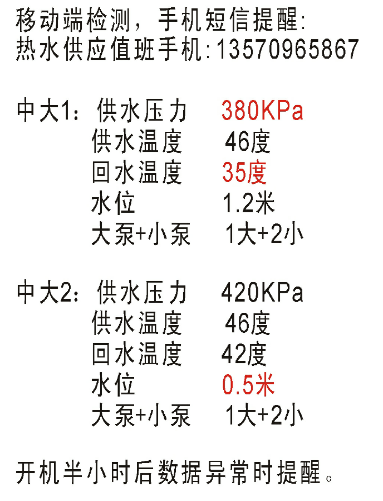 移动端检测，手机短信提醒:
热水供应值班手机:13570965867
中大1: 供水压力 380KPa
供水温度 46度
回水温度 35度
水位 1.2米
大泵+小泵 1大+2小
中大2: 供水压力 420KPa
供水温度 46度
回水温度 42度
水位 0.5米
大泵+小泵 1大+2小
开机半小时后数据异常时提醒。